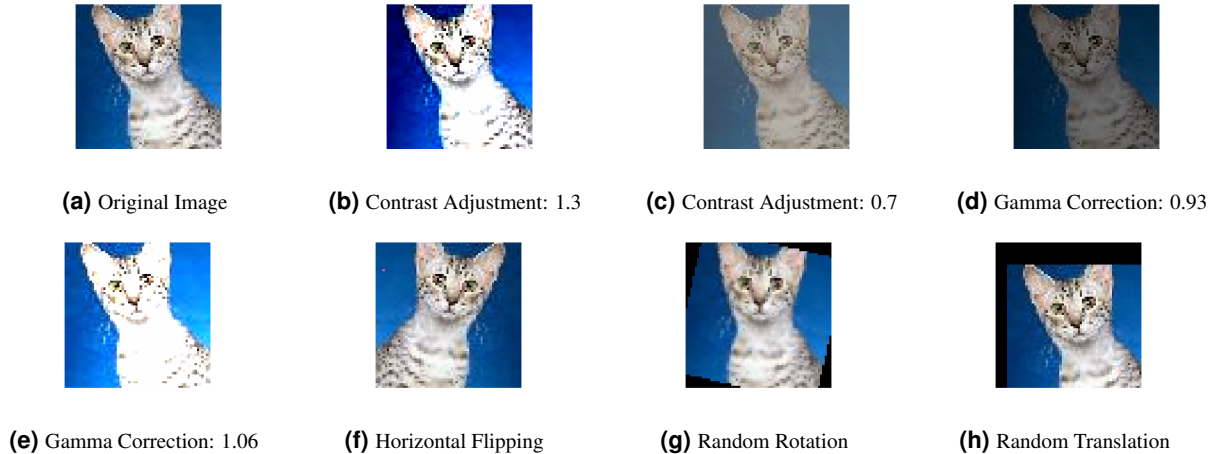 (a) Original Image
(b) Contrast Adjustment: 1.3
(c) Contrast Adjustment: 0.7
(d) Gamma Correction: 0.93
(e) Gamma Correction: 1.06
(f) Horizontal Flipping
(g) Random Rotation
(h) Random Translation